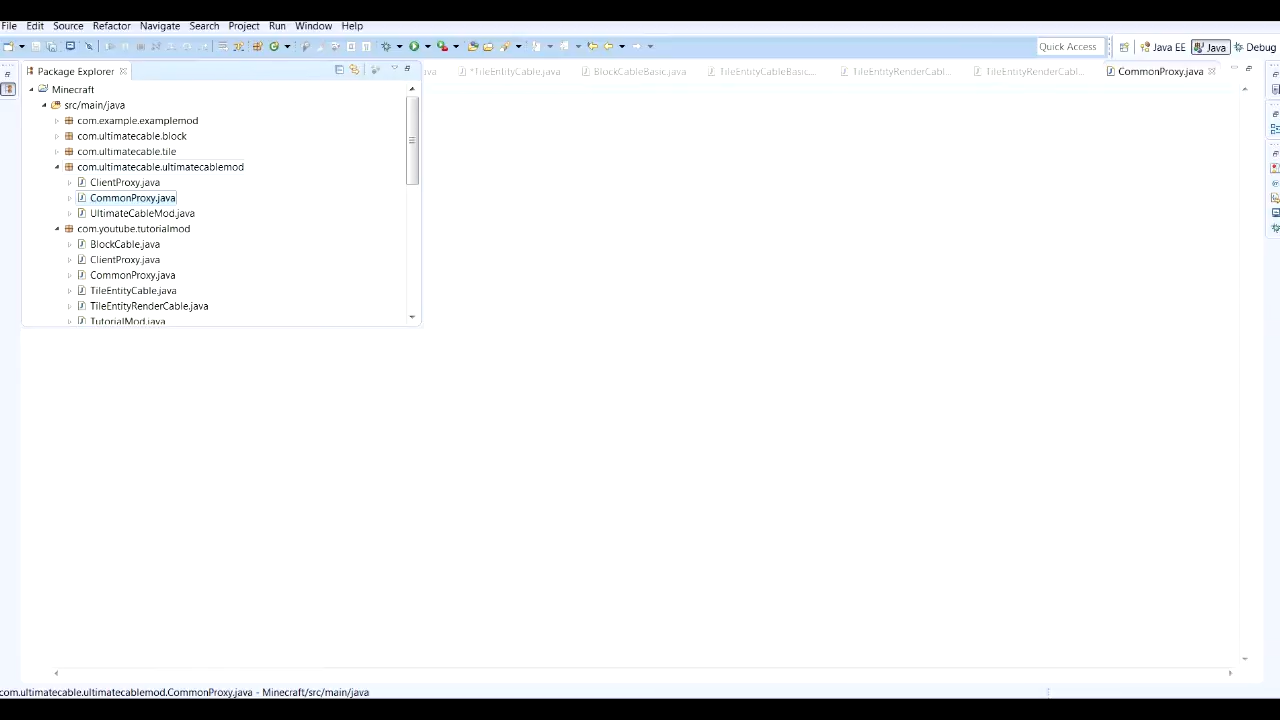 File Edit Source Refactor Navigate Search Project Run Window Help
Quick Access Java EE Java Debug
Package Explorer
*TileEntityCable.java BlockCableBasic.java TileEntityCableBasic.... TileEntityRenderCabl... TileEntityRenderCabl... CommonProxy.java
Minecraft
src/main/java
com.example.examplemod
com.ultimatecable.block
com.ultimatecable.tile
com.ultimatecable.ultimatecablemod
ClientProxy.java
CommonProxy.java
UltimateCableMod.java
com.youtube.tutorialmod
BlockCable.java
ClientProxy.java
CommonProxy.java
TileEntityCable.java
TileEntityRenderCable.java
TutorialMod.java
com.ultimatecable.ultimatecablemod.CommonProxy.java - Minecraft/src/main/java